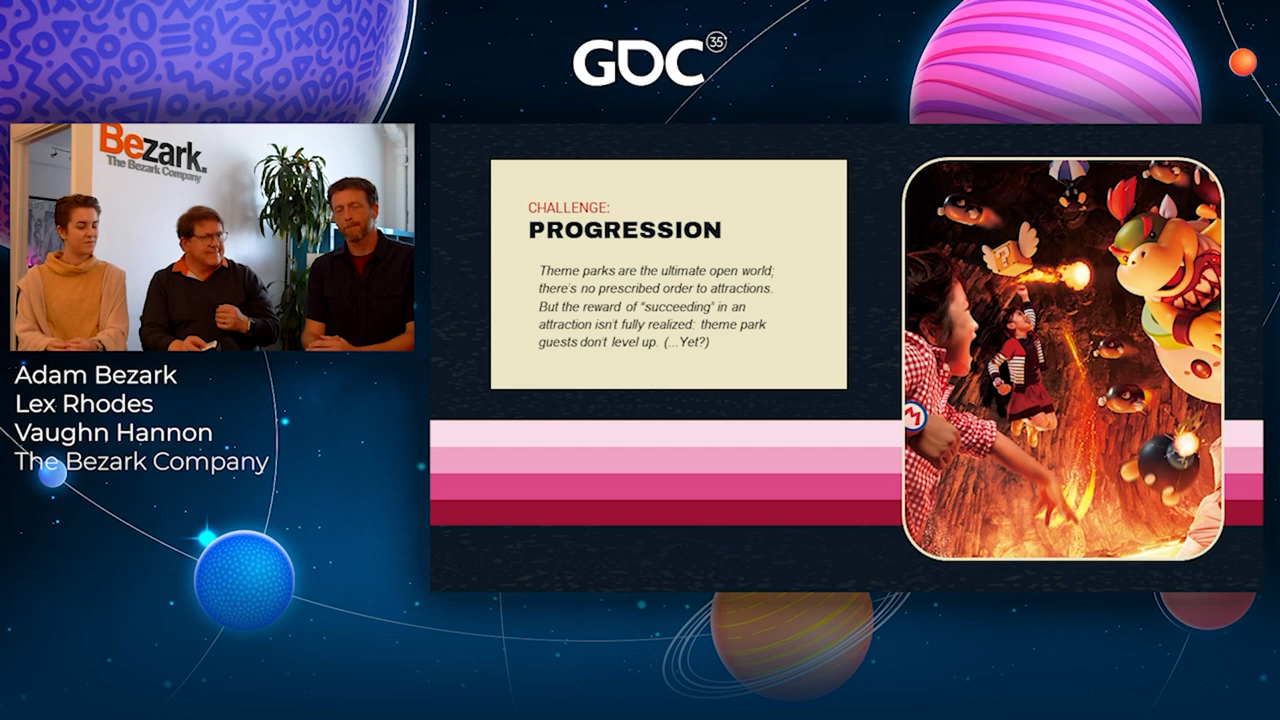 GDC 35
Bezark.
The Bezark Company
Adam Bezark
Lex Rhodes
Vaughn Hannon
The Bezark Company
CHALLENGE:
PROGRESSION
Theme parks are the ultimate open world;
there's no prescribed order to attractions.
But the reward of “succeeding” in an
attraction isn't fully realized: theme park
guests don't level up. (...Yet?)
M
?